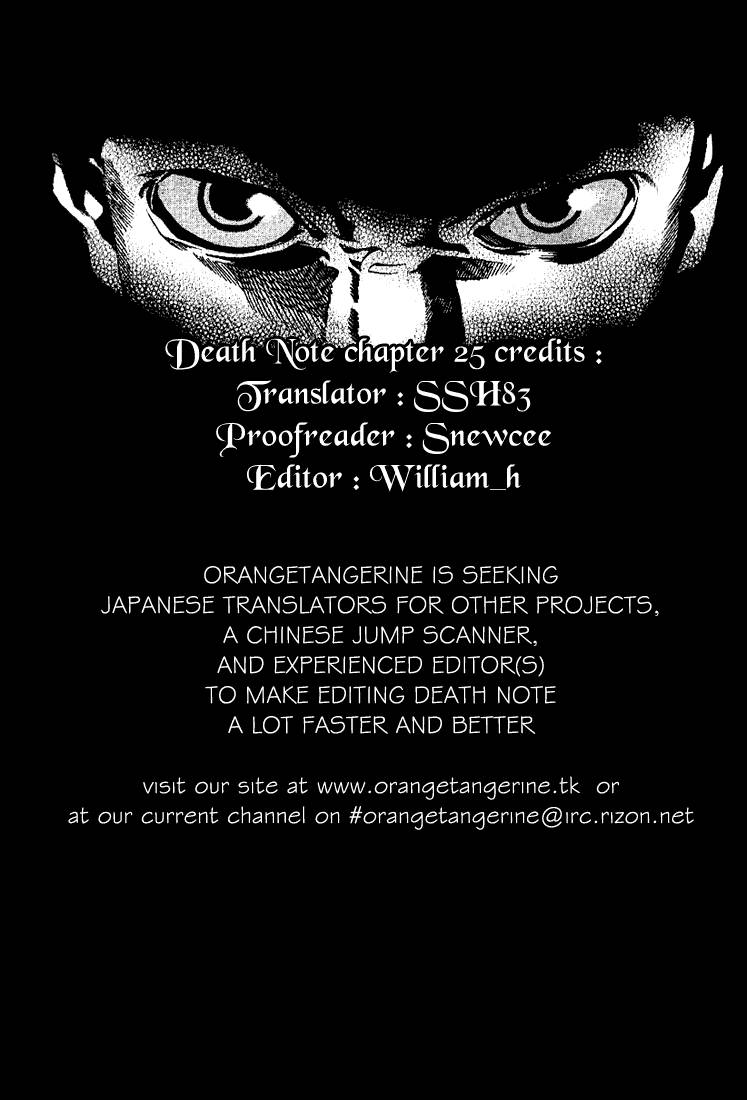 Death Note chapter 25 credits :
Translator : SSH83
Proofreader : Snewcee
Editor : William_h
ORANGETANGERINE IS SEEKING
JAPANESE TRANSLATORS FOR OTHER PROJECTS,
A CHINESE JUMP SCANNER,
AND EXPERIENCED EDITOR(S)
TO MAKE EDITING DEATH NOTE
A LOT FASTER AND BETTER
visit our site at www.orangetangerine.tk or
at our current channel on #orangetangerine@irc.rizon.net